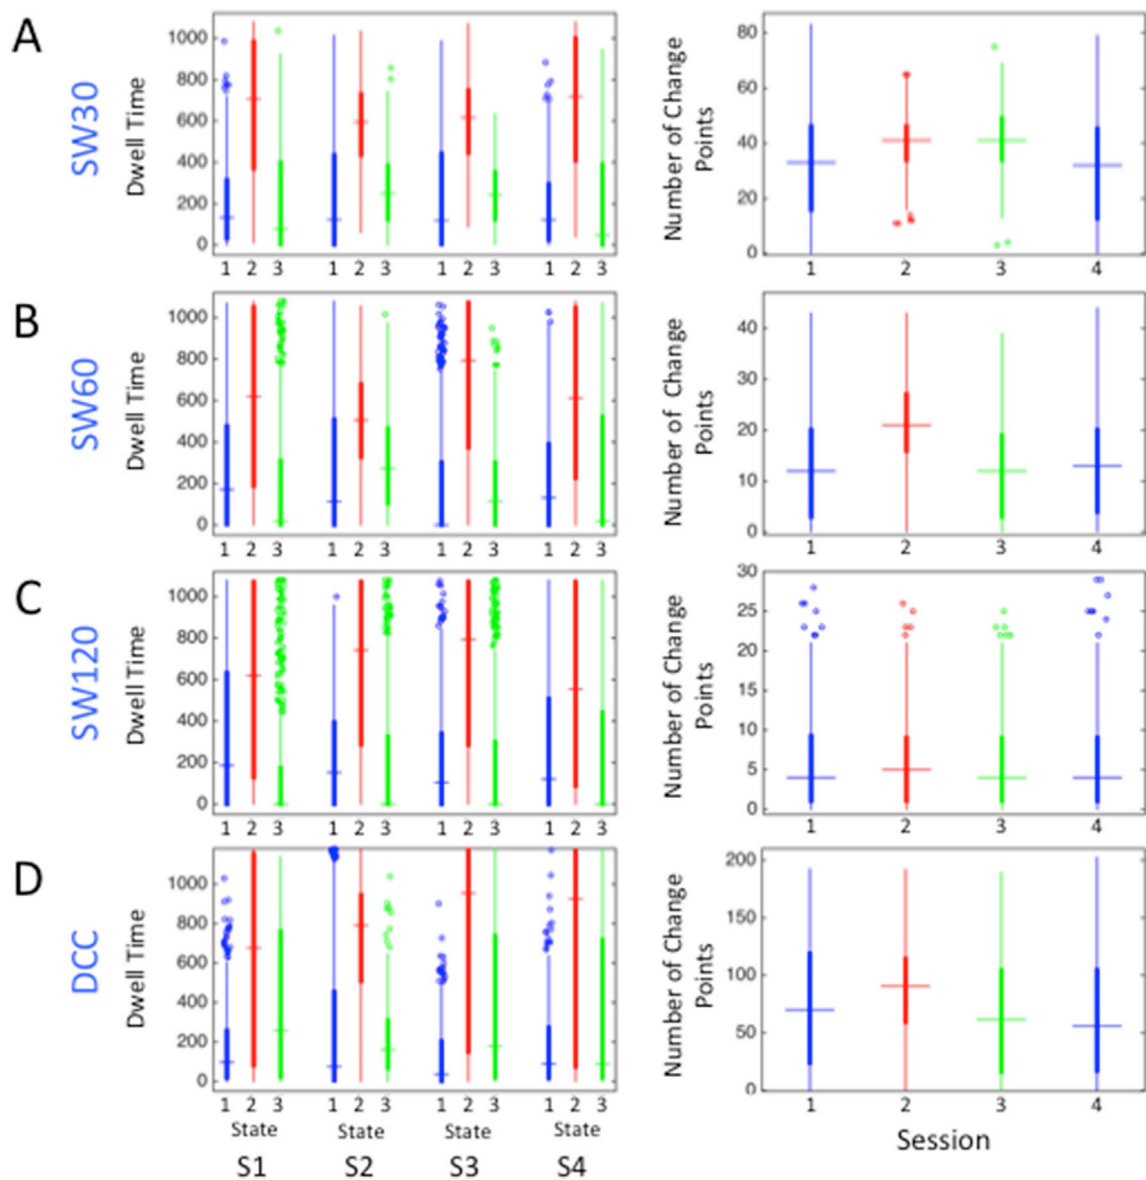 A
SW30
Dwell Time
1000
800
600
400
200
0
1 2 3 1 2 3 1 2 3 1 2 3
Number of Change
Points
80
60
40
20
0
1 2 3 4
B
SW60
Dwell Time
1000
800
600
400
200
0
1 2 3 1 2 3 1 2 3 1 2 3
Number of Change
Points
40
30
20
10
0
1 2 3 4
C
SW120
Dwell Time
1000
800
600
400
200
0
1 2 3 1 2 3 1 2 3 1 2 3
Number of Change
Points
30
25
20
15
10
5
0
1 2 3 4
D
DCC
Dwell Time
1000
800
600
400
200
0
1 2 3 1 2 3 1 2 3 1 2 3
State State State State
S1 S2 S3 S4
Number of Change
Points
200
150
100
50
0
1 2 3 4
Session